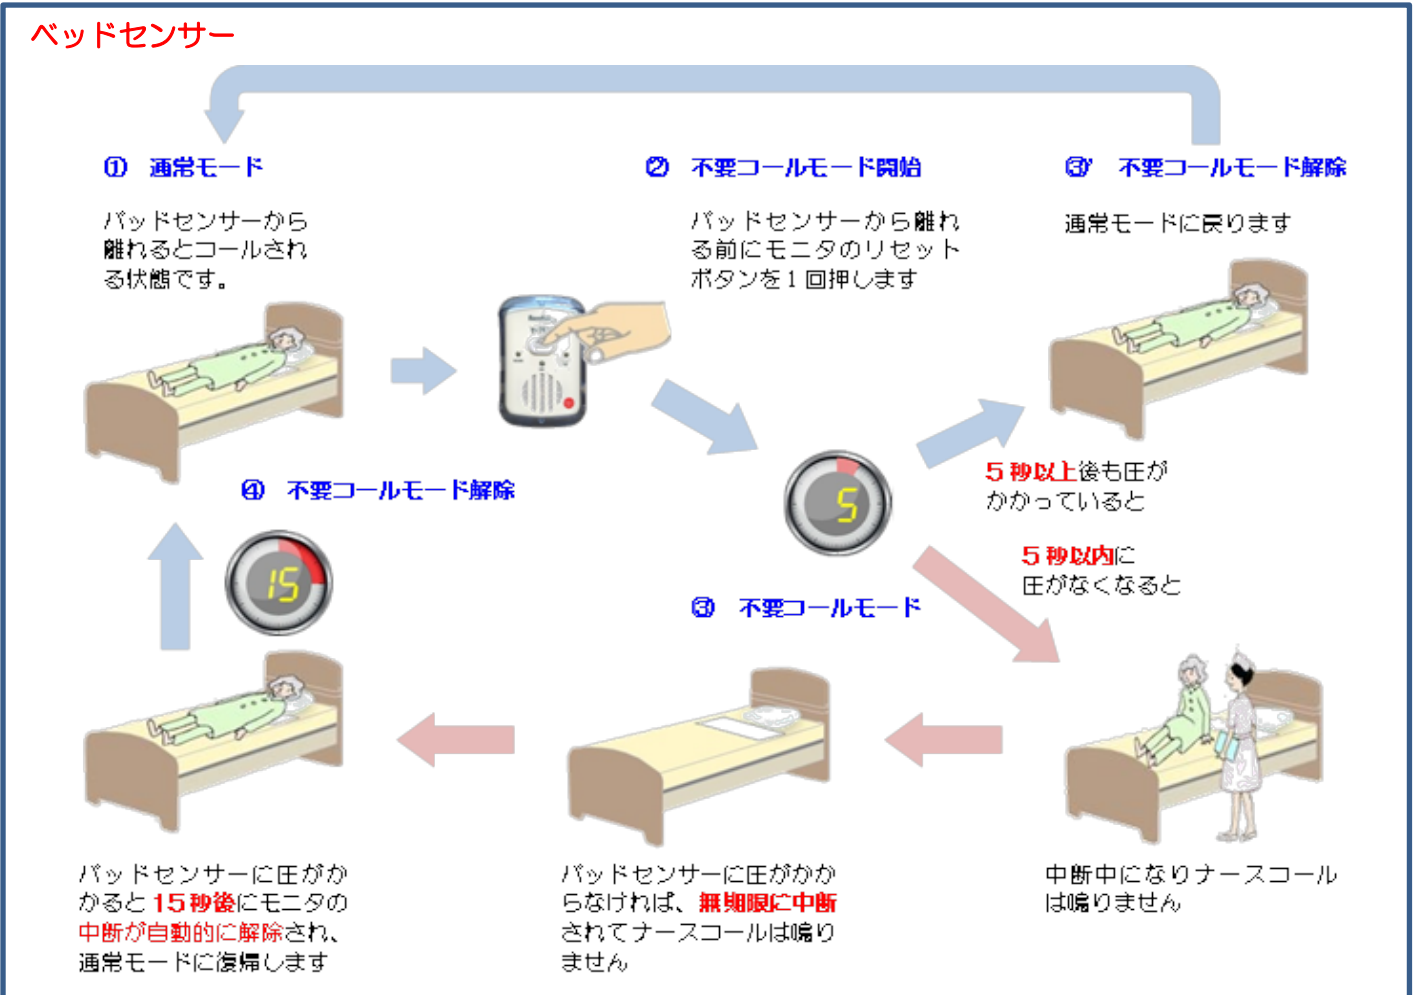 ベッドセンサー
① 通常モード
パッドセンサーから
離れるとコールされ
る状態です。
② 不要コールモード開始
パッドセンサーから離れ
る前にモニタのリセット
ボタンを1回押します
③' 不要コールモード解除
通常モードに戻ります
5秒以上後も圧が
かかっていると
5
5秒以内に
圧がなくなると
④ 不要コールモード解除
15
③ 不要コールモード
パッドセンサーに圧がか
かると15秒後にモニタの
中断が自動的に解除され、
通常モードに復帰します
パッドセンサーに圧がかか
らなければ、無期限に中断
されてナースコールは鳴り
ません
中断中になりナースコール
は鳴りません